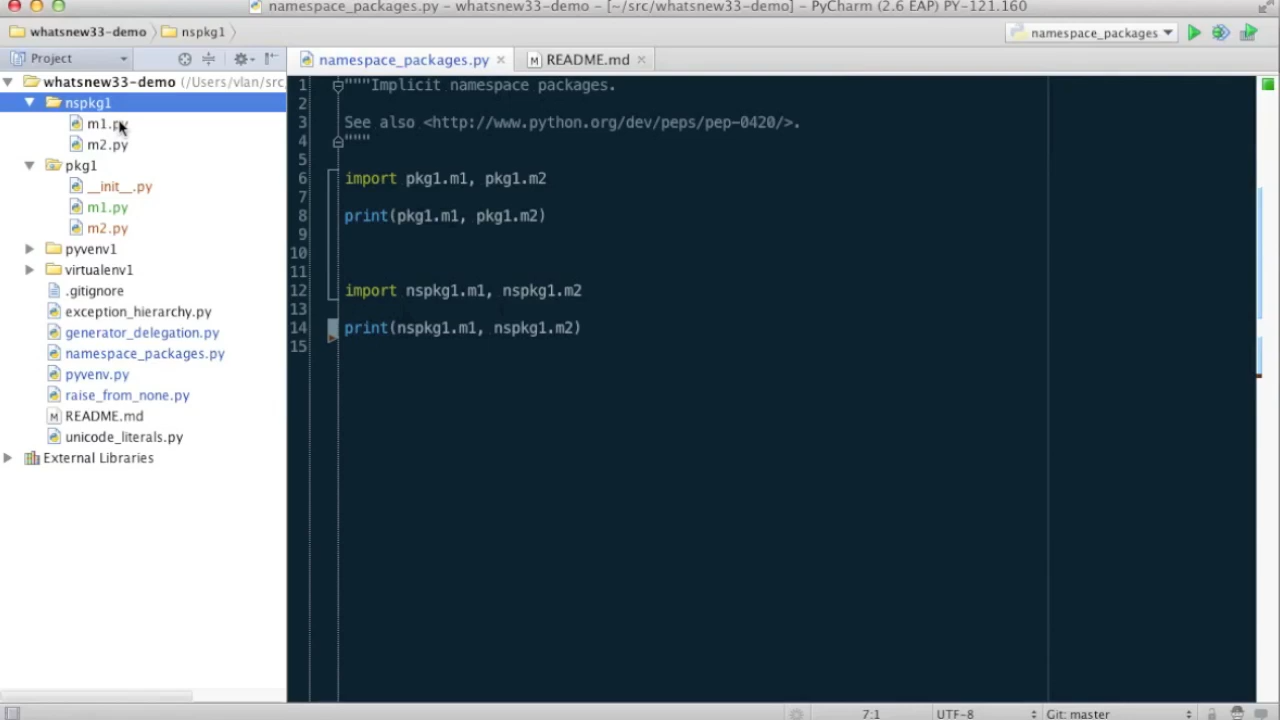 namespace_packages.py – whatsnew33-demo – [~/src/whatsnew33-demo] – PyCharm (2.6 EAP) PY-121.160
whatsnew33-demo nspkg1 namespace_packages
Project namespace_packages.py README.md
whatsnew33-demo (/Users/vlan/src,
nspkg1
m1.py
m2.py
pkg1
__init__.py
m1.py
m2.py
pyvenv1
virtualenv1
.gitignore
exception_hierarchy.py
generator_delegation.py
namespace_packages.py
pyvenv.py
raise_from_none.py
README.md
unicode_literals.py
External Libraries
1 """Implicit namespace packages.
2
3 See also <http://www.python.org/dev/peps/pep-0420/>.
4 """
5
6 import pkg1.m1, pkg1.m2
7
8 print(pkg1.m1, pkg1.m2)
9
10
11
12 import nspkg1.m1, nspkg1.m2
13
14 print(nspkg1.m1, nspkg1.m2)
15
7:1 UTF-8 Git: master